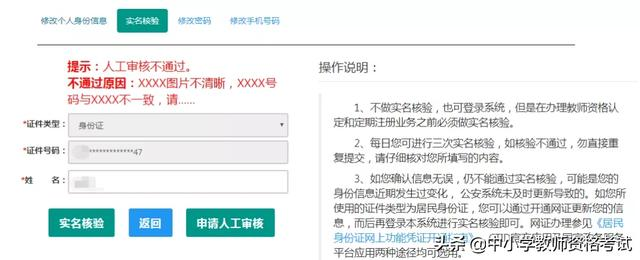 修改个人身份信息 实名核验 修改密码 修改手机号码
提示：人工审核不通过。
不通过原因：XXXX图片不清晰，XXXX号
码与XXXX不一致，请……
*证件类型： 身份证
*证件号码： *************47
*姓 名：
实名核验 返回 申请人工审核
操作说明：
1、不做实名核验，也可登录系统，但是在办理教师资格认
定和定期注册业务之前必须做实名核验。
2、每日您可进行三次实名核验，如核验不通过，勿直接重
复提交，请仔细核对您所填写的内容。
3、如您确认信息无误，仍不能通过实名核验，可能是您的
身份信息近期发生过变化，公安系统未及时更新导致的。如您所
使用的证件类型为居民身份证，您可以通过开通网证更新您的信
息，而后再登录本系统进行实名核验即可。网证办理参见《居民
身份证网上功能凭证开
平台应用两种途径均可选用。
头条 @中小学教师资格考试